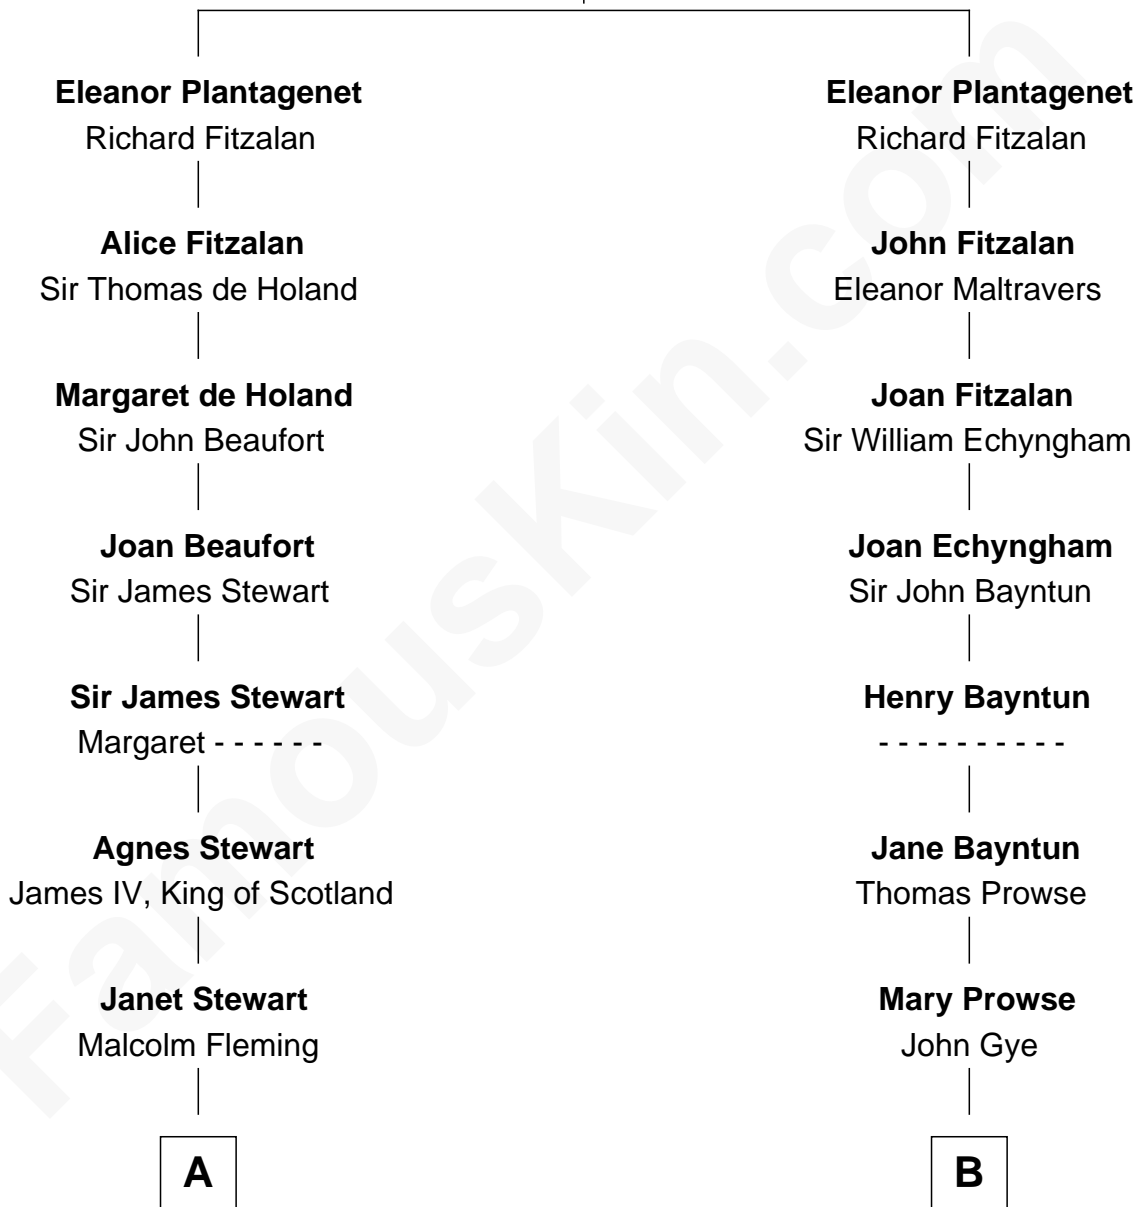 Eleanor Plantagenet
Richard Fitzalan
Alice Fitzalan
Sir Thomas de Holand
Margaret de Holand
Sir John Beaufort
Joan Beaufort
Sir James Stewart
Sir James Stewart
Margaret - - - - - -
Agnes Stewart
James IV, King of Scotland
Janet Stewart
Malcolm Fleming
A
Eleanor Plantagenet
Richard Fitzalan
John Fitzalan
Eleanor Maltravers
Joan Fitzalan
Sir William Echyngham
Joan Echyngham
Sir John Bayntun
Henry Bayntun
- - - - - - - - - -
Jane Bayntun
Thomas Prowse
Mary Prowse
John Gye
B
FamousKin.com